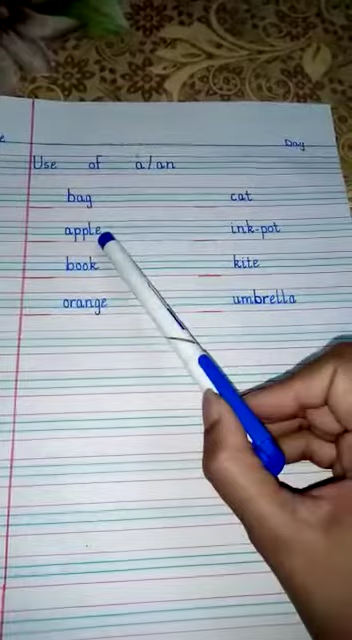 Day
Use of a/an
bag cat
apple ink-pot
book kite
orange umbrella